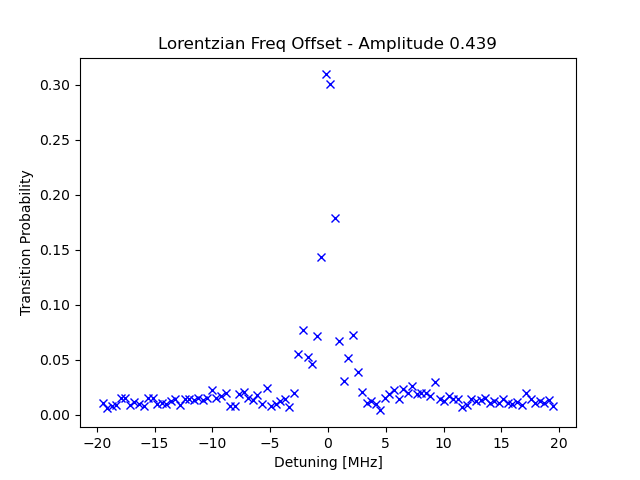 Lorentzian Freq Offset - Amplitude 0.439
0.30
0.25
0.20
0.15
0.10
0.05
0.00
Transition Probability
−20 −15 −10 −5 0 5 10 15 20
Detuning [MHz]